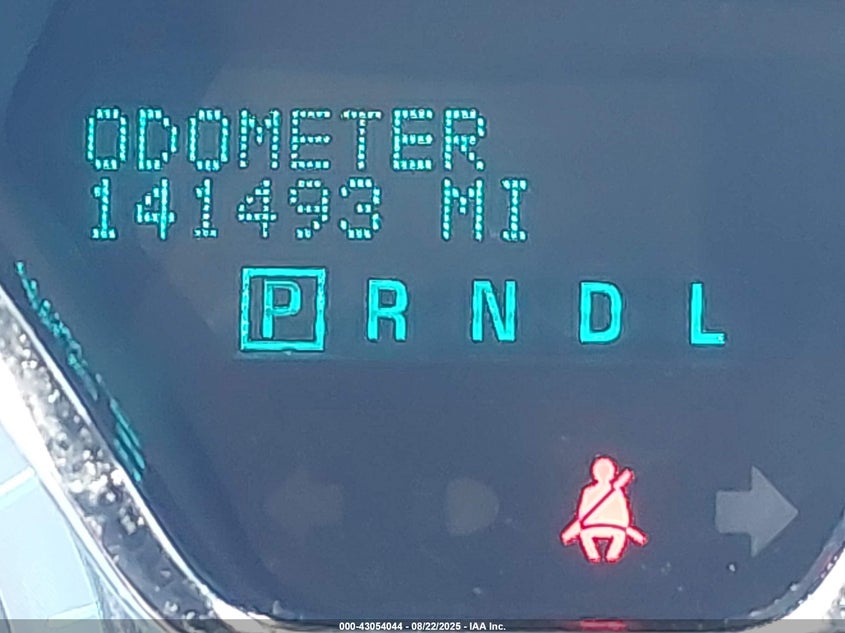 ODOMETER
141493 MI
P R N D L
000-43054044 - 08/22/2025 - IAA Inc.